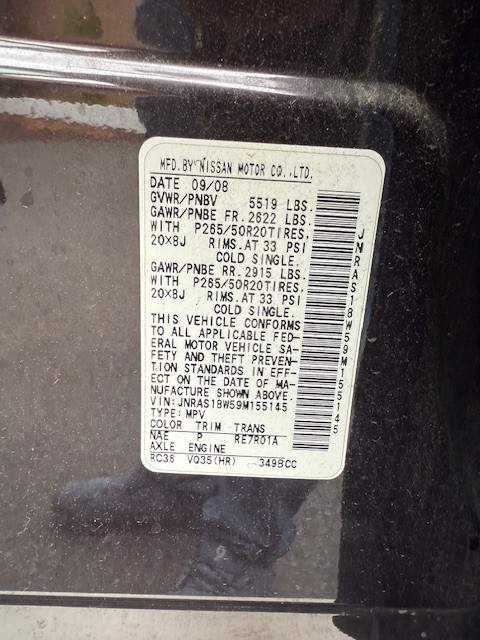 MFD.BY NISSAN MOTOR CO.,LTD.
DATE 09/08
GVWR/PNBV 5519 LBS.
GAWR/PNBE FR. 2622 LBS.
WITH P265/50R20TIRES,
20X8J RIMS.AT 33 PSI
COLD SINGLE.
GAWR/PNBE RR. 2915 LBS.
WITH P265/50R20TIRES,
20X8J RIMS.AT 33 PSI
COLD SINGLE.
THIS VEHICLE CONFORMS
TO ALL APPLICABLE FED-
ERAL MOTOR VEHICLE SA-
FETY AND THEFT PREVEN-
TION STANDARDS IN EFF-
ECT ON THE DATE OF MA-
NUFACTURE SHOWN ABOVE.
VIN:JNRAS18W59M155145
TYPE:MPV
COLOR TRIM TRANS
NAE P RE7R01A
AXLE ENGINE
RC36 VQ35(HR) 3498CC
JNRAS18W59M155145